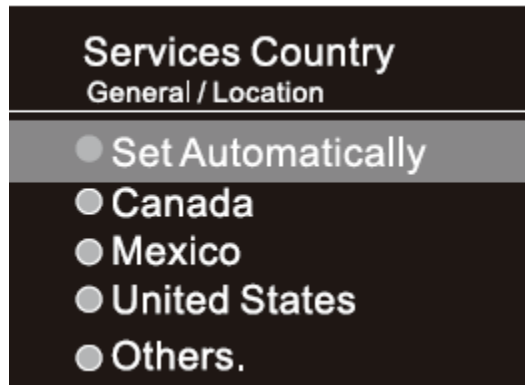 Services Country
General / Location
Set Automatically
Canada
Mexico
United States
Others.